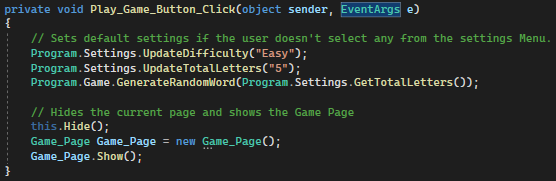 private void Play_Game_Button_Click(object sender, EventArgs e)
{
// Sets default settings if the user doesn't select any from the settings Menu.
Program.Settings.UpdateDifficulty("Easy");
Program.Settings.UpdateTotalLetters("5");
Program.Game.GenerateRandomWord(Program.Settings.GetTotalLetters());
// Hides the current page and shows the Game Page
this.Hide();
Game_Page Game_Page = new Game_Page();
Game_Page.Show();
}